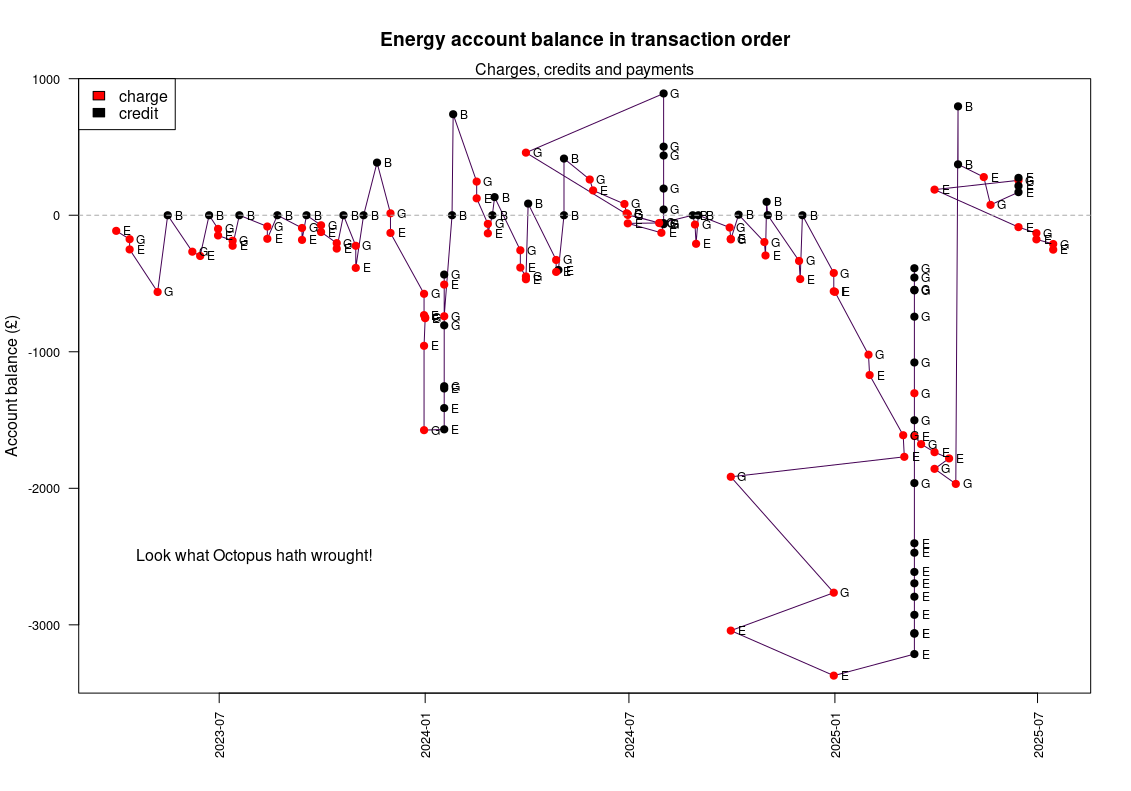 Energy account balance in transaction order
Charges, credits and payments
charge
credit
Account balance (£)
1000
0
-1000
-2000
-3000
Look what Octopus hath wrought!
2023-07
2024-01
2024-07
2025-01
2025-07